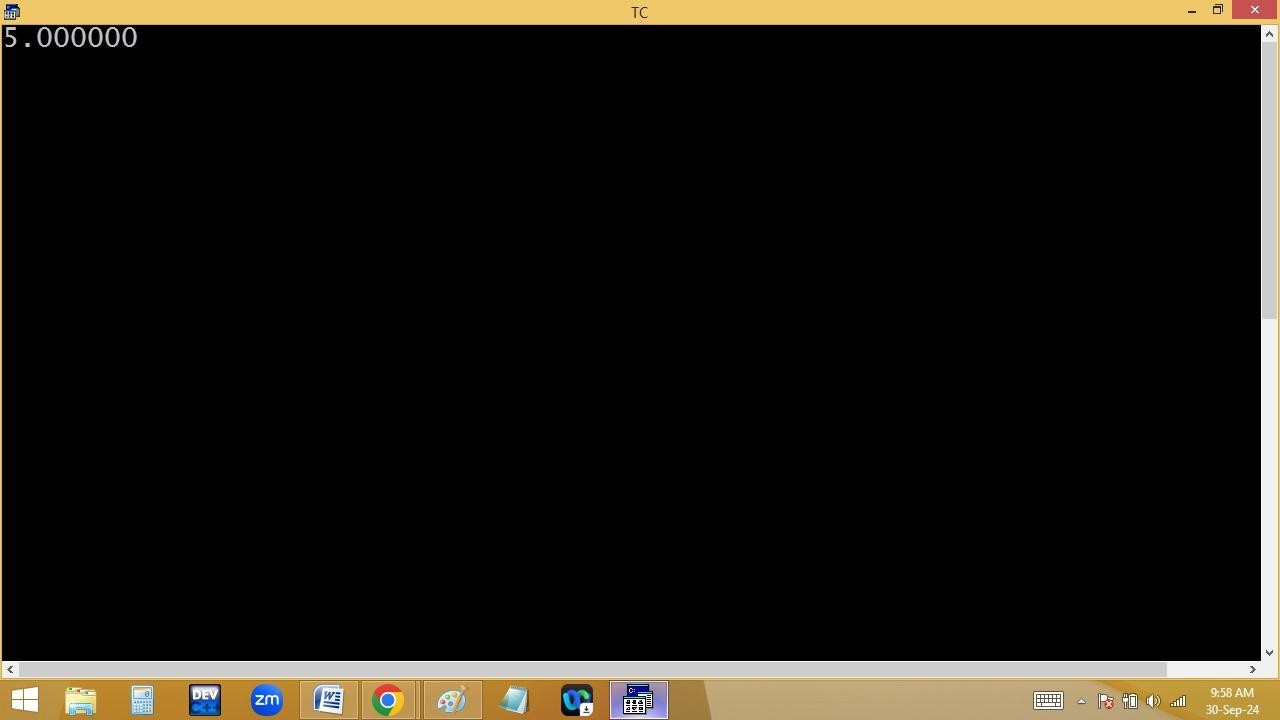 TC
5.000000
DEV
C++
zm
W
9:58 AM
30-Sep-24